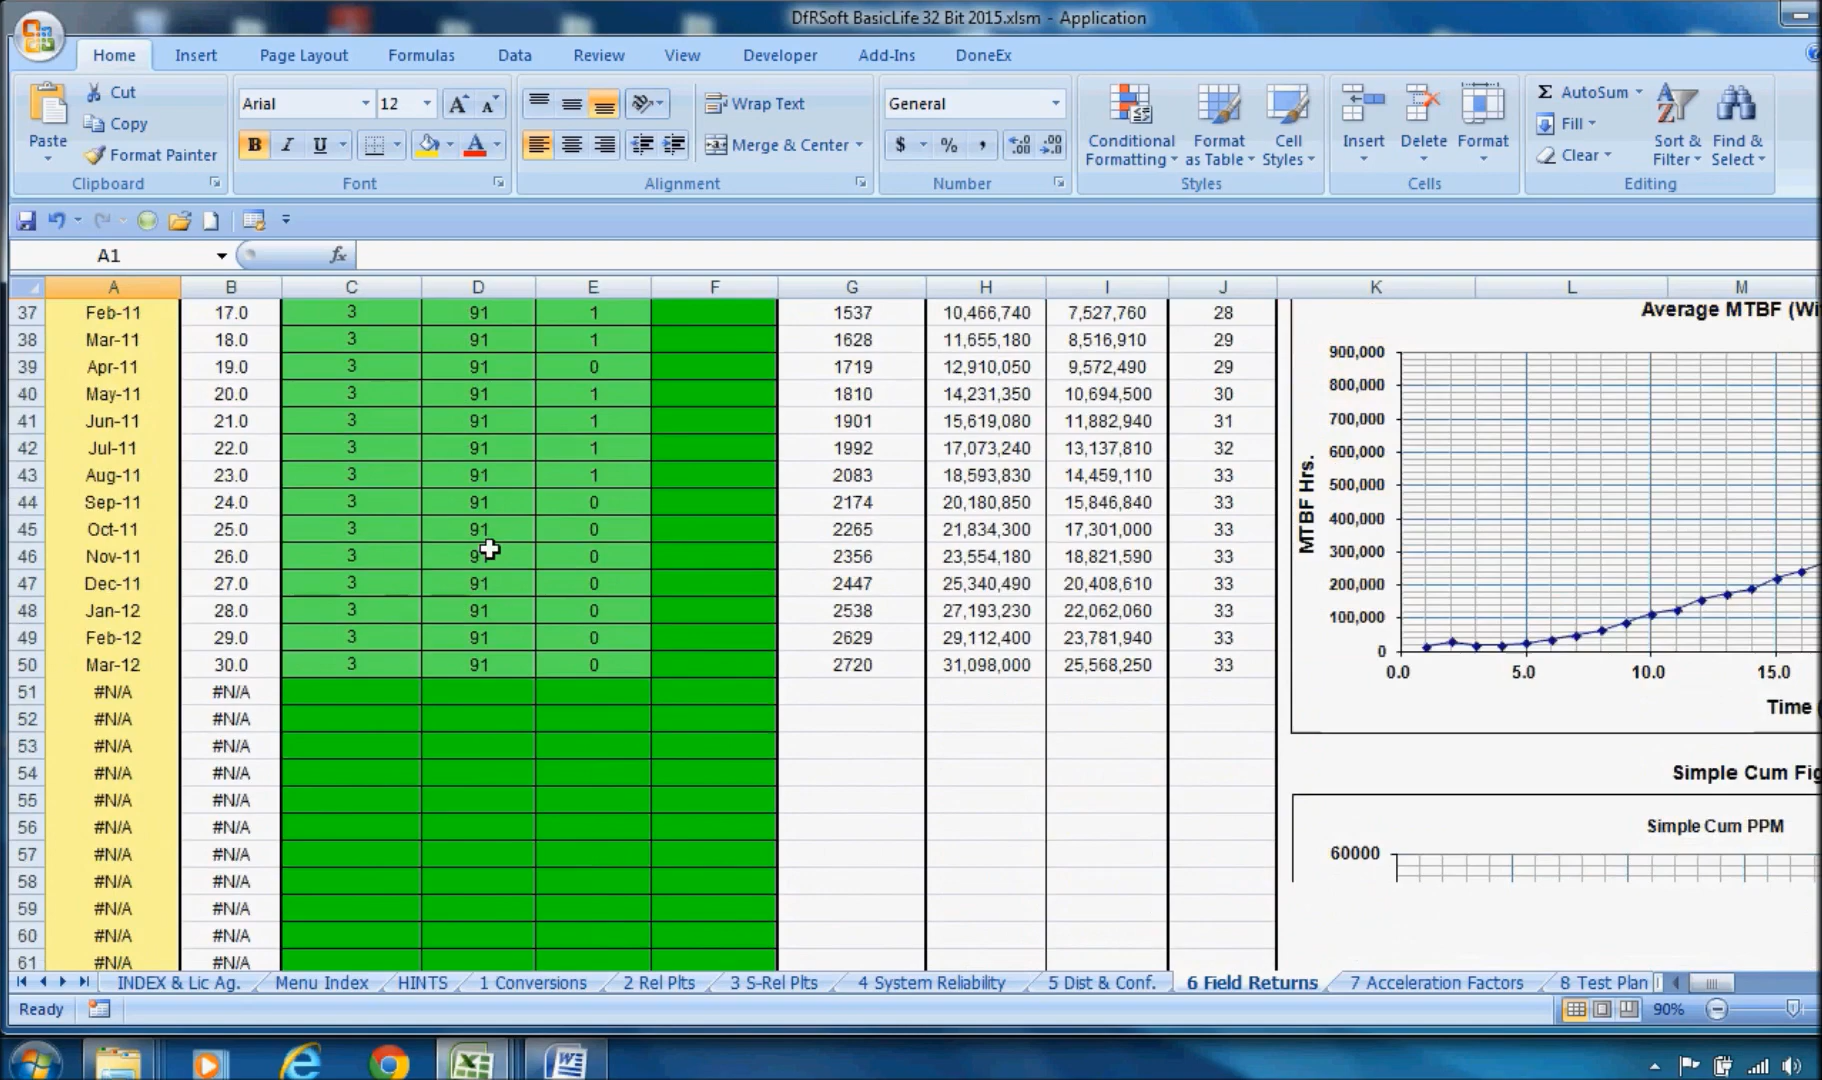 DfRSoft BasicLife 32 Bit 2015.xlsm - Application
Home Insert Page Layout Formulas Data Review View Developer Add-Ins DoneEx
Paste Cut Copy Format Painter Clipboard
Arial 12 B I U A Font
Wrap Text Merge & Center Alignment
General $ % , Number
Conditional Formatting Format as Table Cell Styles Styles
Insert Delete Format Cells
Σ AutoSum Fill Clear Sort & Filter Find & Select Editing
A1 fx
A B C D E F G H I J K L M
37 Feb-11 17.0 3 91 1 1537 10,466,740 7,527,760 28
38 Mar-11 18.0 3 91 1 1628 11,655,180 8,516,910 29
39 Apr-11 19.0 3 91 0 1719 12,910,050 9,572,490 29
40 May-11 20.0 3 91 1 1810 14,231,350 10,694,500 30
41 Jun-11 21.0 3 91 1 1901 15,619,080 11,882,940 31
42 Jul-11 22.0 3 91 1 1992 17,073,240 13,137,810 32
43 Aug-11 23.0 3 91 1 2083 18,593,830 14,459,110 33
44 Sep-11 24.0 3 91 0 2174 20,180,850 15,846,840 33
45 Oct-11 25.0 3 91 0 2265 21,834,300 17,301,000 33
46 Nov-11 26.0 3 91 0 2356 23,554,180 18,821,590 33
47 Dec-11 27.0 3 91 0 2447 25,340,490 20,408,610 33
48 Jan-12 28.0 3 91 0 2538 27,193,230 22,062,060 33
49 Feb-12 29.0 3 91 0 2629 29,112,400 23,781,940 33
50 Mar-12 30.0 3 91 0 2720 31,098,000 25,568,250 33
51 #N/A #N/A
52 #N/A #N/A
53 #N/A #N/A
54 #N/A #N/A
55 #N/A #N/A
56 #N/A #N/A
57 #N/A #N/A
58 #N/A #N/A
59 #N/A #N/A
60 #N/A #N/A
61 #N/A #N/A
Average MTBF (Wi
MTBF Hrs.
900,000
800,000
700,000
600,000
500,000
400,000
300,000
200,000
100,000
0
0.0 5.0 10.0 15.0
Time (
Simple Cum Fig
Simple Cum PPM
60000
INDEX & Lic Ag. Menu Index HINTS 1 Conversions 2 Rel Plts 3 S-Rel Plts 4 System Reliability 5 Dist & Conf. 6 Field Returns 7 Acceleration Factors 8 Test Plan
Ready 90%